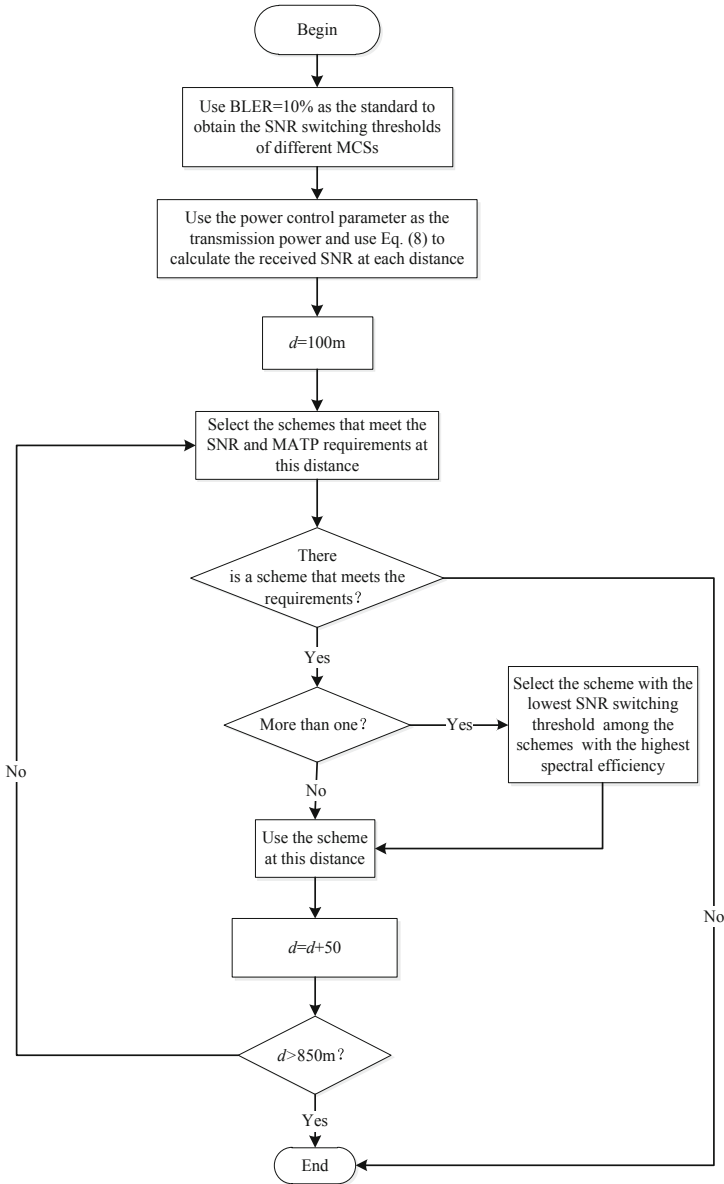 Begin
Use BLER=10% as the standard to
obtain the SNR switching thresholds
of different MCSs
Use the power control parameter as the
transmission power and use Eq. (8) to
calculate the received SNR at each distance
d=100m
Select the schemes that meet the
SNR and MATP requirements at
this distance
There
is a scheme that meets the
requirements？
Yes
More than one？
Yes
Select the scheme with the
lowest SNR switching
threshold among the
schemes with the highest
spectral efficiency
No
No
Use the scheme
at this distance
No
d=d+50
d>850m？
Yes
End